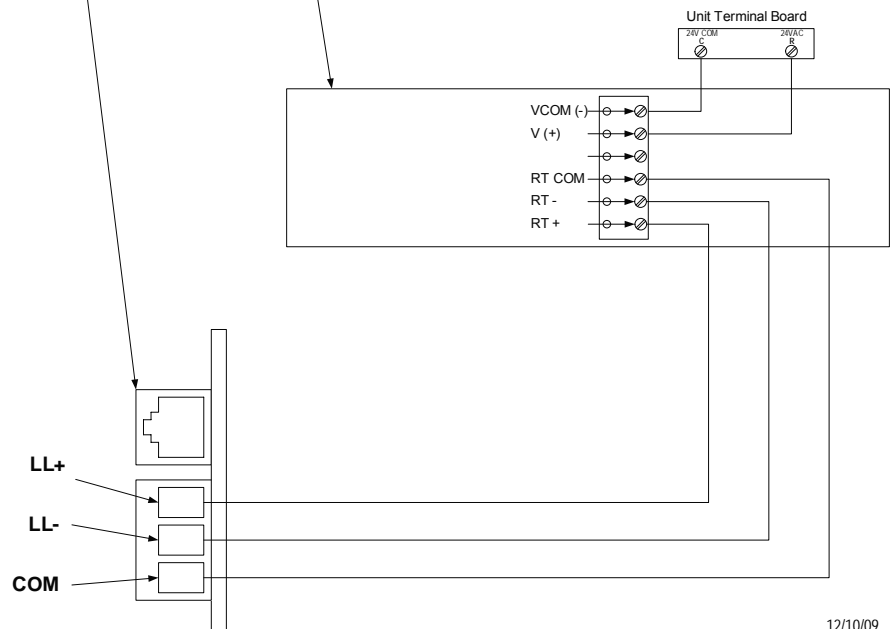 Unit Terminal Board
24V COM 24VAC
C R
VCOM (-)
V (+)
RT COM
RT -
RT +
LL+
LL-
COM
12/10/09